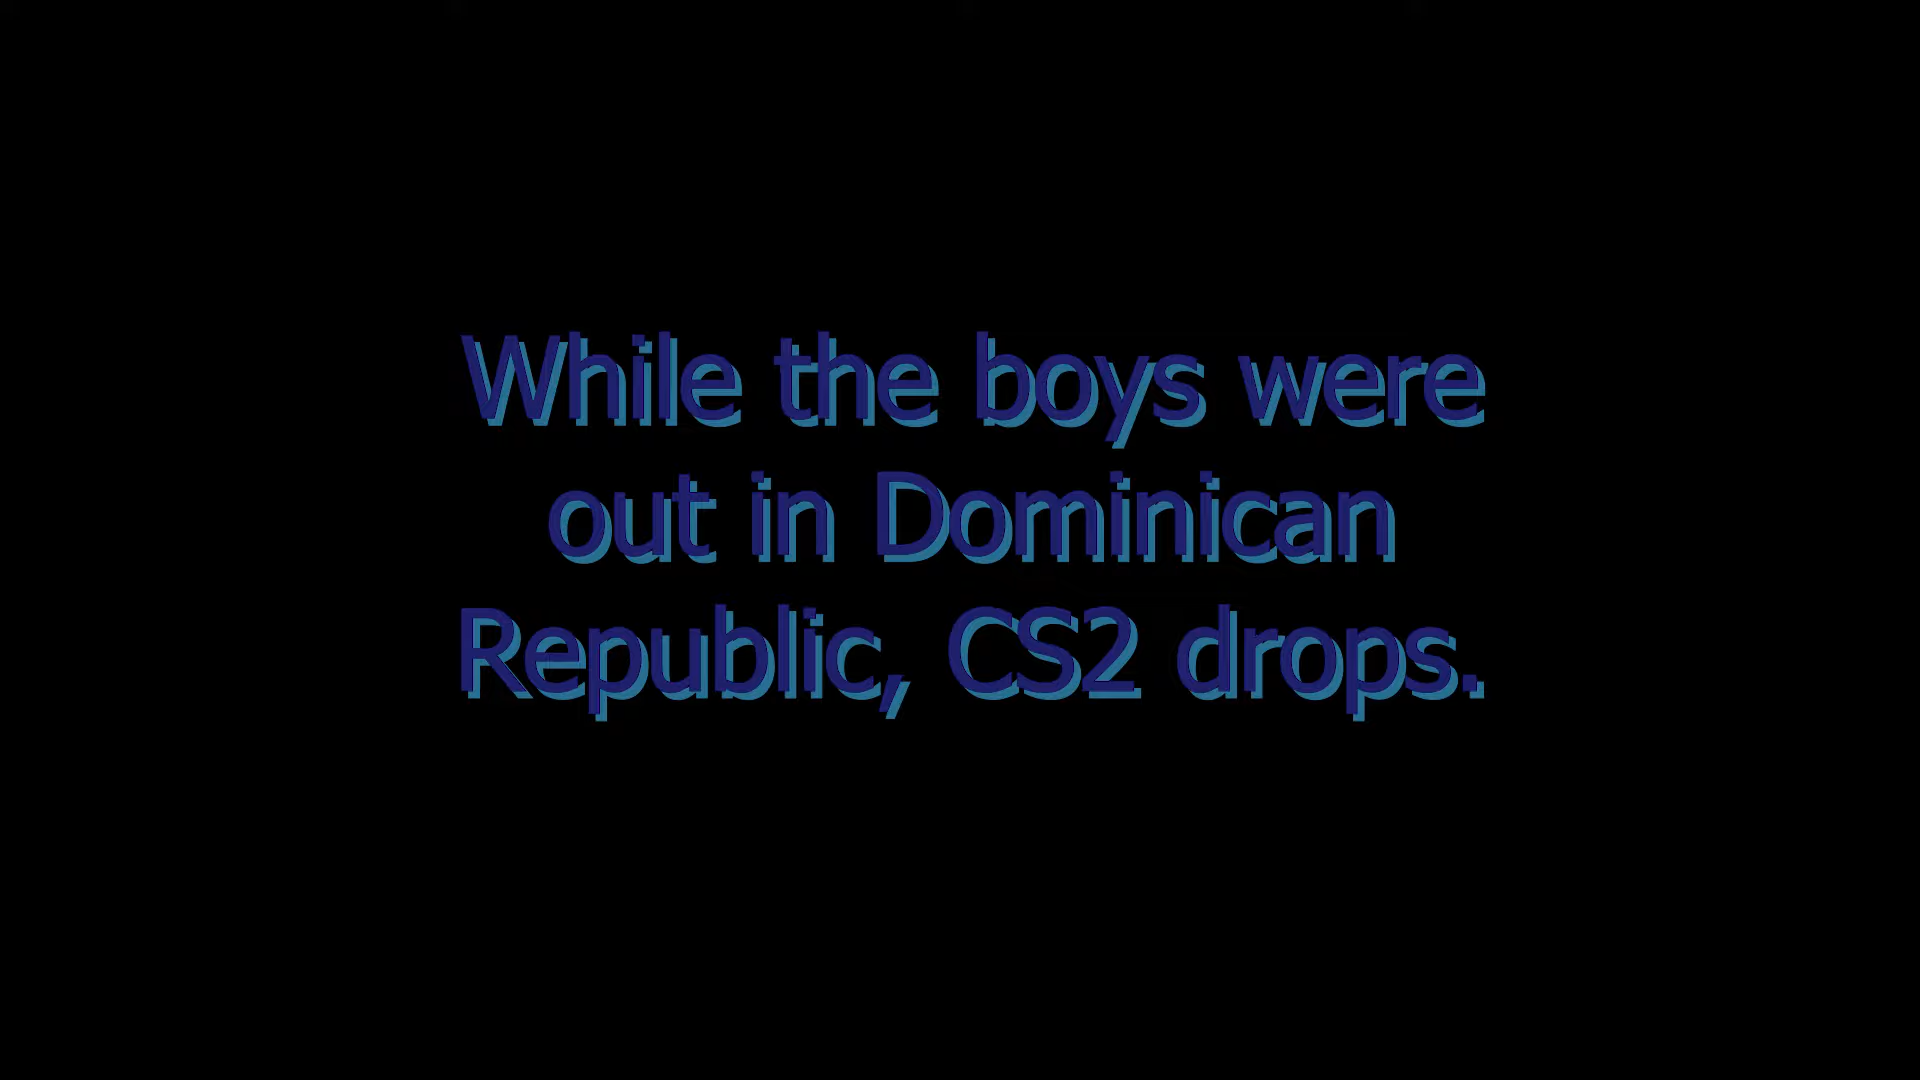 While the boys were
out in Dominican
Republic, CS2 drops.